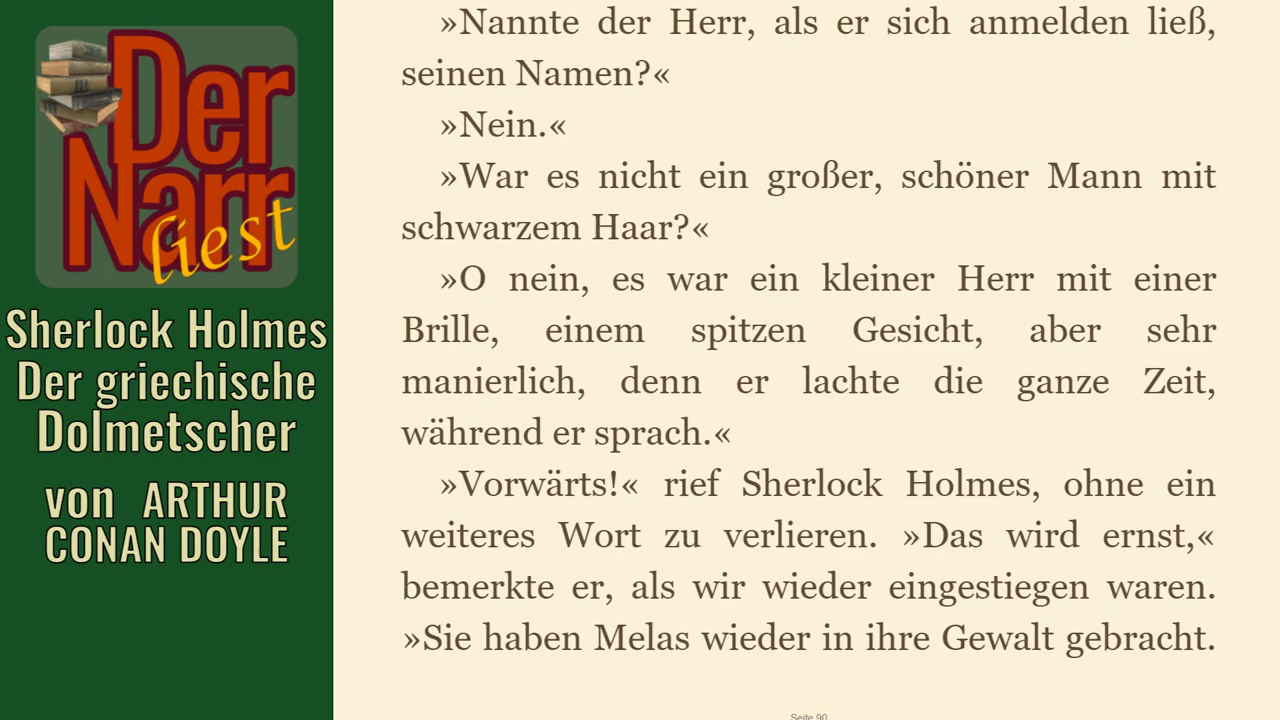 Der
Narr
liest
Sherlock Holmes
Der griechische
Dolmetscher
von ARTHUR
CONAN DOYLE
»Nannte der Herr, als er sich anmelden ließ,
seinen Namen?«
»Nein.«
»War es nicht ein großer, schöner Mann mit
schwarzem Haar?«
»O nein, es war ein kleiner Herr mit einer
Brille, einem spitzen Gesicht, aber sehr
manierlich, denn er lachte die ganze Zeit,
während er sprach.«
»Vorwärts!« rief Sherlock Holmes, ohne ein
weiteres Wort zu verlieren. »Das wird ernst,«
bemerkte er, als wir wieder eingestiegen waren.
»Sie haben Melas wieder in ihre Gewalt gebracht.
Seite 90